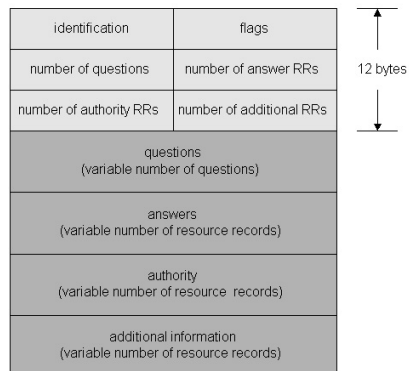 identification
flags
number of questions
number of answer RRs
12 bytes
number of authority RRs
number of additional RRs
questions
(variable number of questions)
answers
(variable number of resource records)
authority
(variable number of resource records)
additional information
(variable number of resource records)